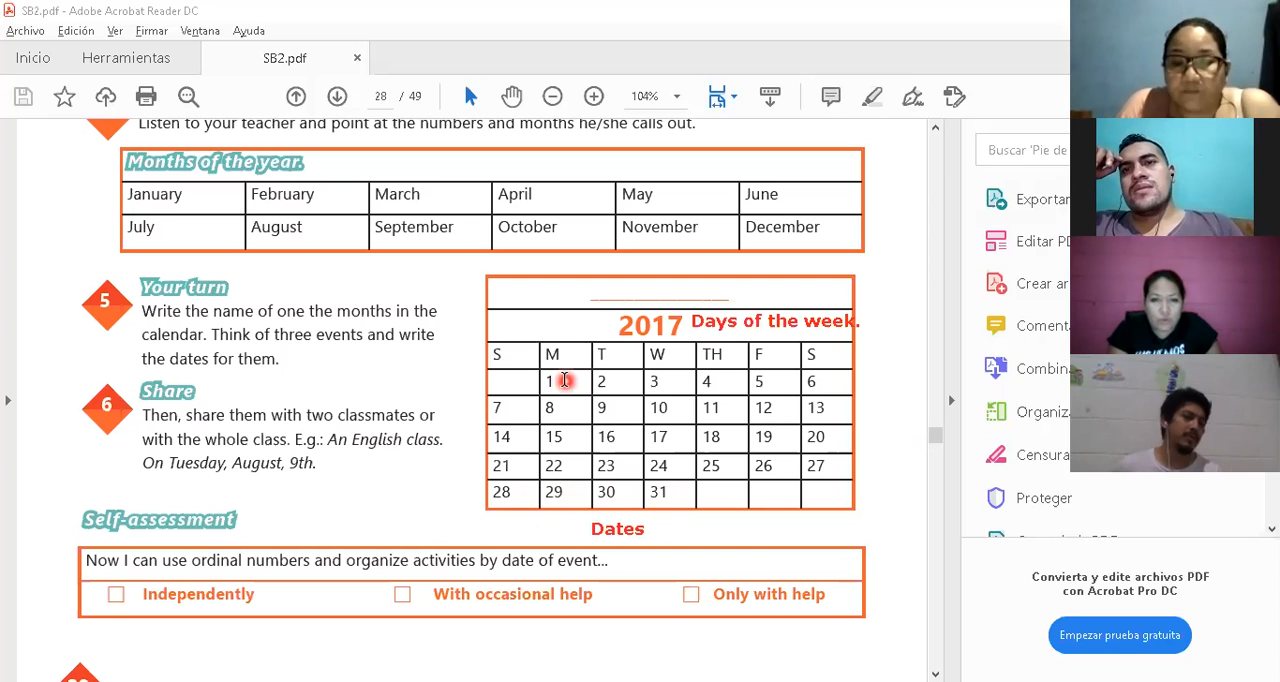 SB2.pdf - Adobe Acrobat Reader DC
Archivo Edición Ver Firmar Ventana Ayuda
Inicio Herramientas SB2.pdf ×
28 / 49 104%
Listen to your teacher and point at the numbers and months he/she calls out.
Months of the year.
January February March April May June
July August September October November December
5 Your turn
Write the name of one the months in the
calendar. Think of three events and write
the dates for them.
6 Share
Then, share them with two classmates or
with the whole class. E.g.: An English class.
On Tuesday, August, 9th.
2017 Days of the week.
S M T W TH F S
1 2 3 4 5 6
7 8 9 10 11 12 13
14 15 16 17 18 19 20
21 22 23 24 25 26 27
28 29 30 31
Dates
Self-assessment
Now I can use ordinal numbers and organize activities by date of event...
Independently With occasional help Only with help
Buscar 'Pie de
Exportar
Editar PD
Crear ar
Coment
Combin
Organiz
Censura
Proteger
Convierta y edite archivos PDF
con Acrobat Pro DC
Empezar prueba gratuita